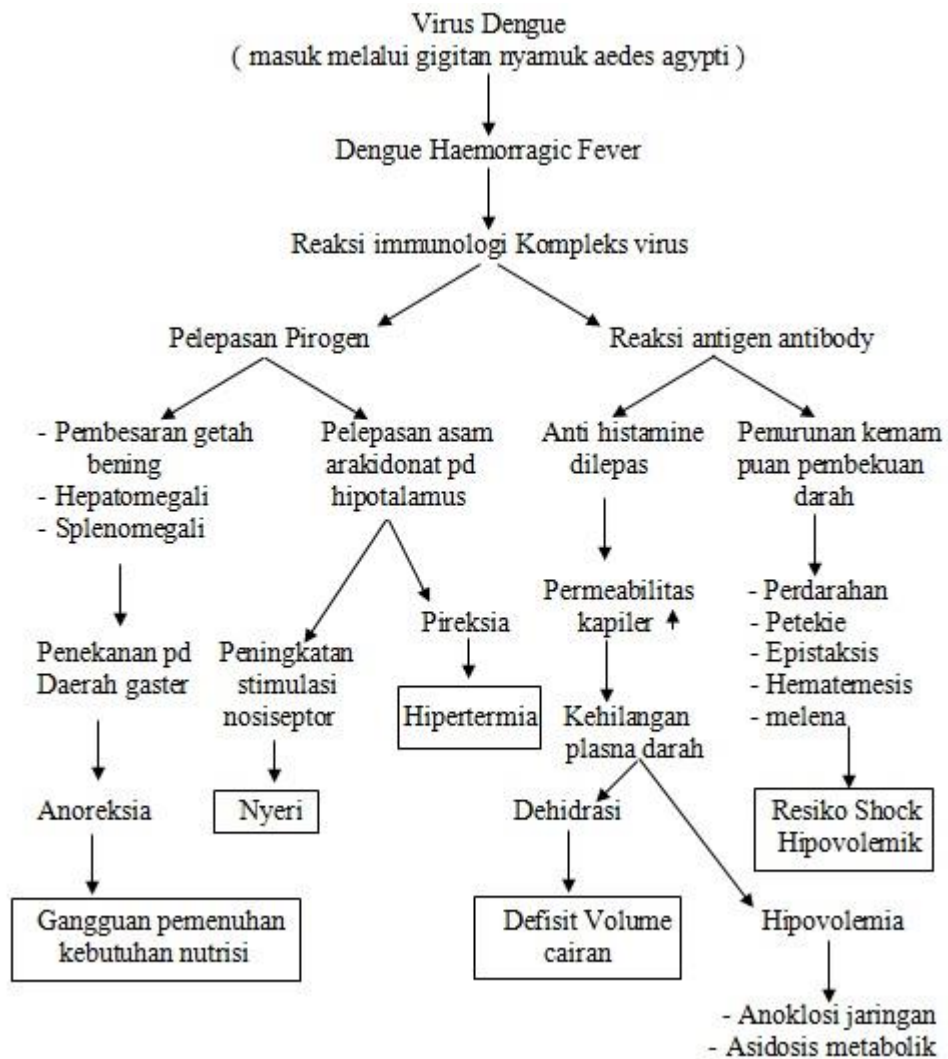 Virus Dengue
( masuk melalui gigitan nyamuk aedes agypti )
Dengue Haemorragic Fever
Reaksi immunologi Kompleks virus
Pelepasan Pirogen
Reaksi antigen antibody
- Pembesaran getah
bening
- Hepatomegali
- Splenomegali
Pelepasan asam
arakidonat pd
hipotalamus
Anti histamine
dilepas
Penurunan kemam
puan pembekuan
darah
Penekanan pd
Daerah gaster
Peningkatan
stimulasi
nosiseptor
Pireksia
Hipertermia
Permeabilitas
kapiler ↑
- Perdarahan
- Petekie
- Epistaksis
- Hematemesis
- melena
Kehilangan
plasna darah
Anoreksia
Nyeri
Dehidrasi
Resiko Shock
Hipovolemik
Gangguan pemenuhan
kebutuhan nutrisi
Defisit Volume
cairan
Hipovolemia
- Anoklosi jaringan
- Asidosis metabolik